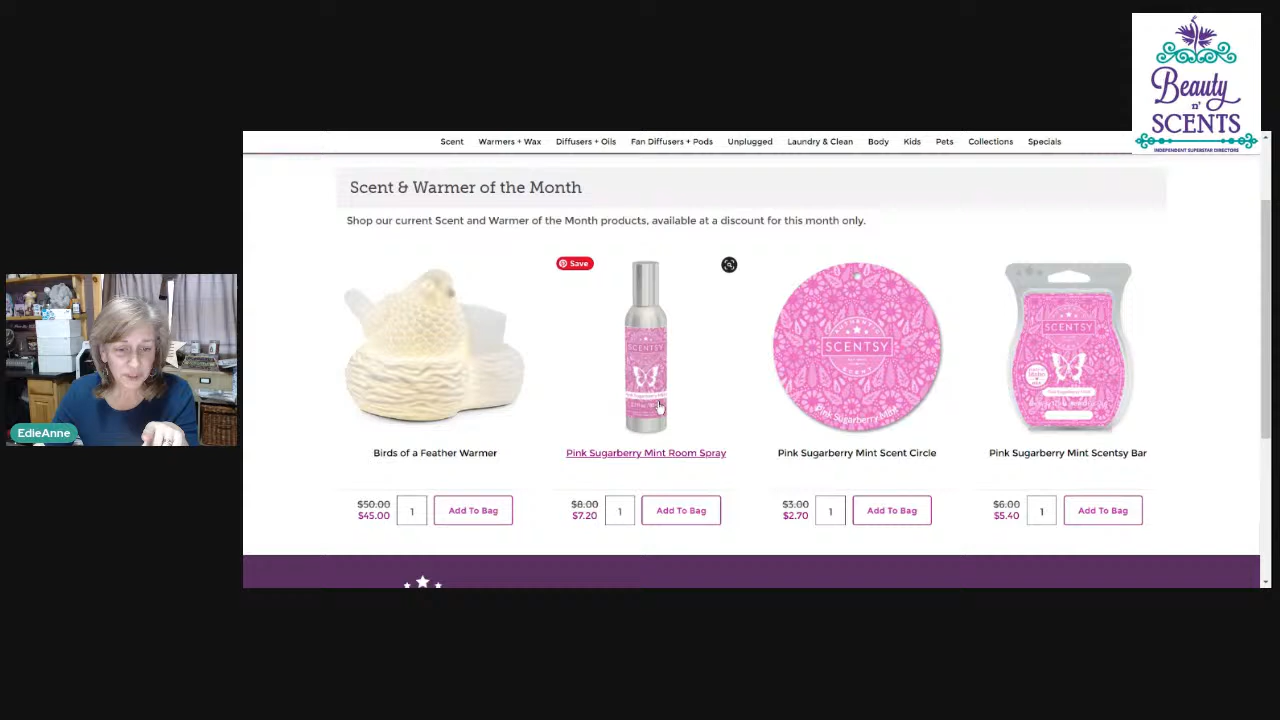 Beauty
n'
SCENTS
INDEPENDENT SUPERSTAR DIRECTORS
Scent Warmers + Wax Diffusers + Oils Fan Diffusers + Pods Unplugged Laundry & Clean Body Kids Pets Collections Specials
Scent & Warmer of the Month
Shop our current Scent and Warmer of the Month products, available at a discount for this month only.
Save
SCENTSY
SCENTSY
Pink Sugarberry Mint
SCENTSY
EdieAnne
Birds of a Feather Warmer
Pink Sugarberry Mint Room Spray
Pink Sugarberry Mint Scent Circle
Pink Sugarberry Mint Scentsy Bar
$50.00
$45.00
1
Add To Bag
$8.00
$7.20
1
Add To Bag
$3.00
$2.70
1
Add To Bag
$6.00
$5.40
1
Add To Bag